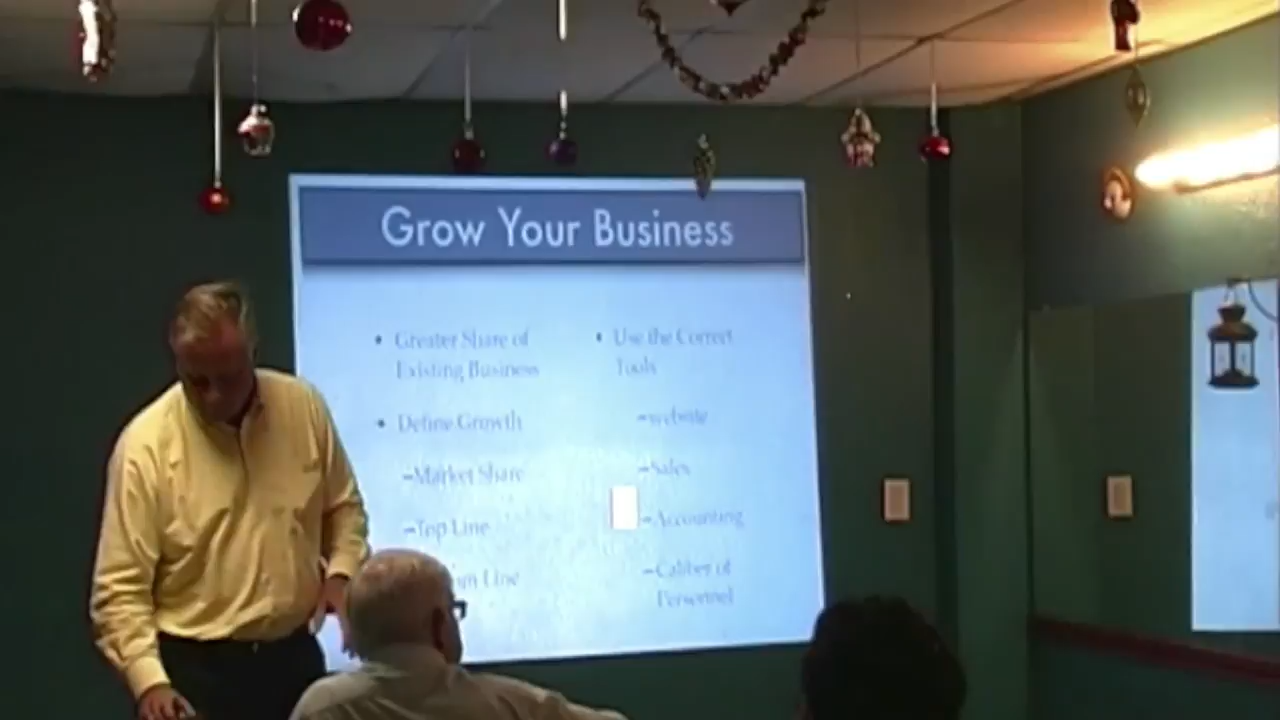 Grow Your Business
• Greater Share of
Existing Business
• Define Growth
–Market Share
–Top Line
Line
• Use the Correct
Tools
–website
–Sales
–Accounting
–Caliber of
Personnel